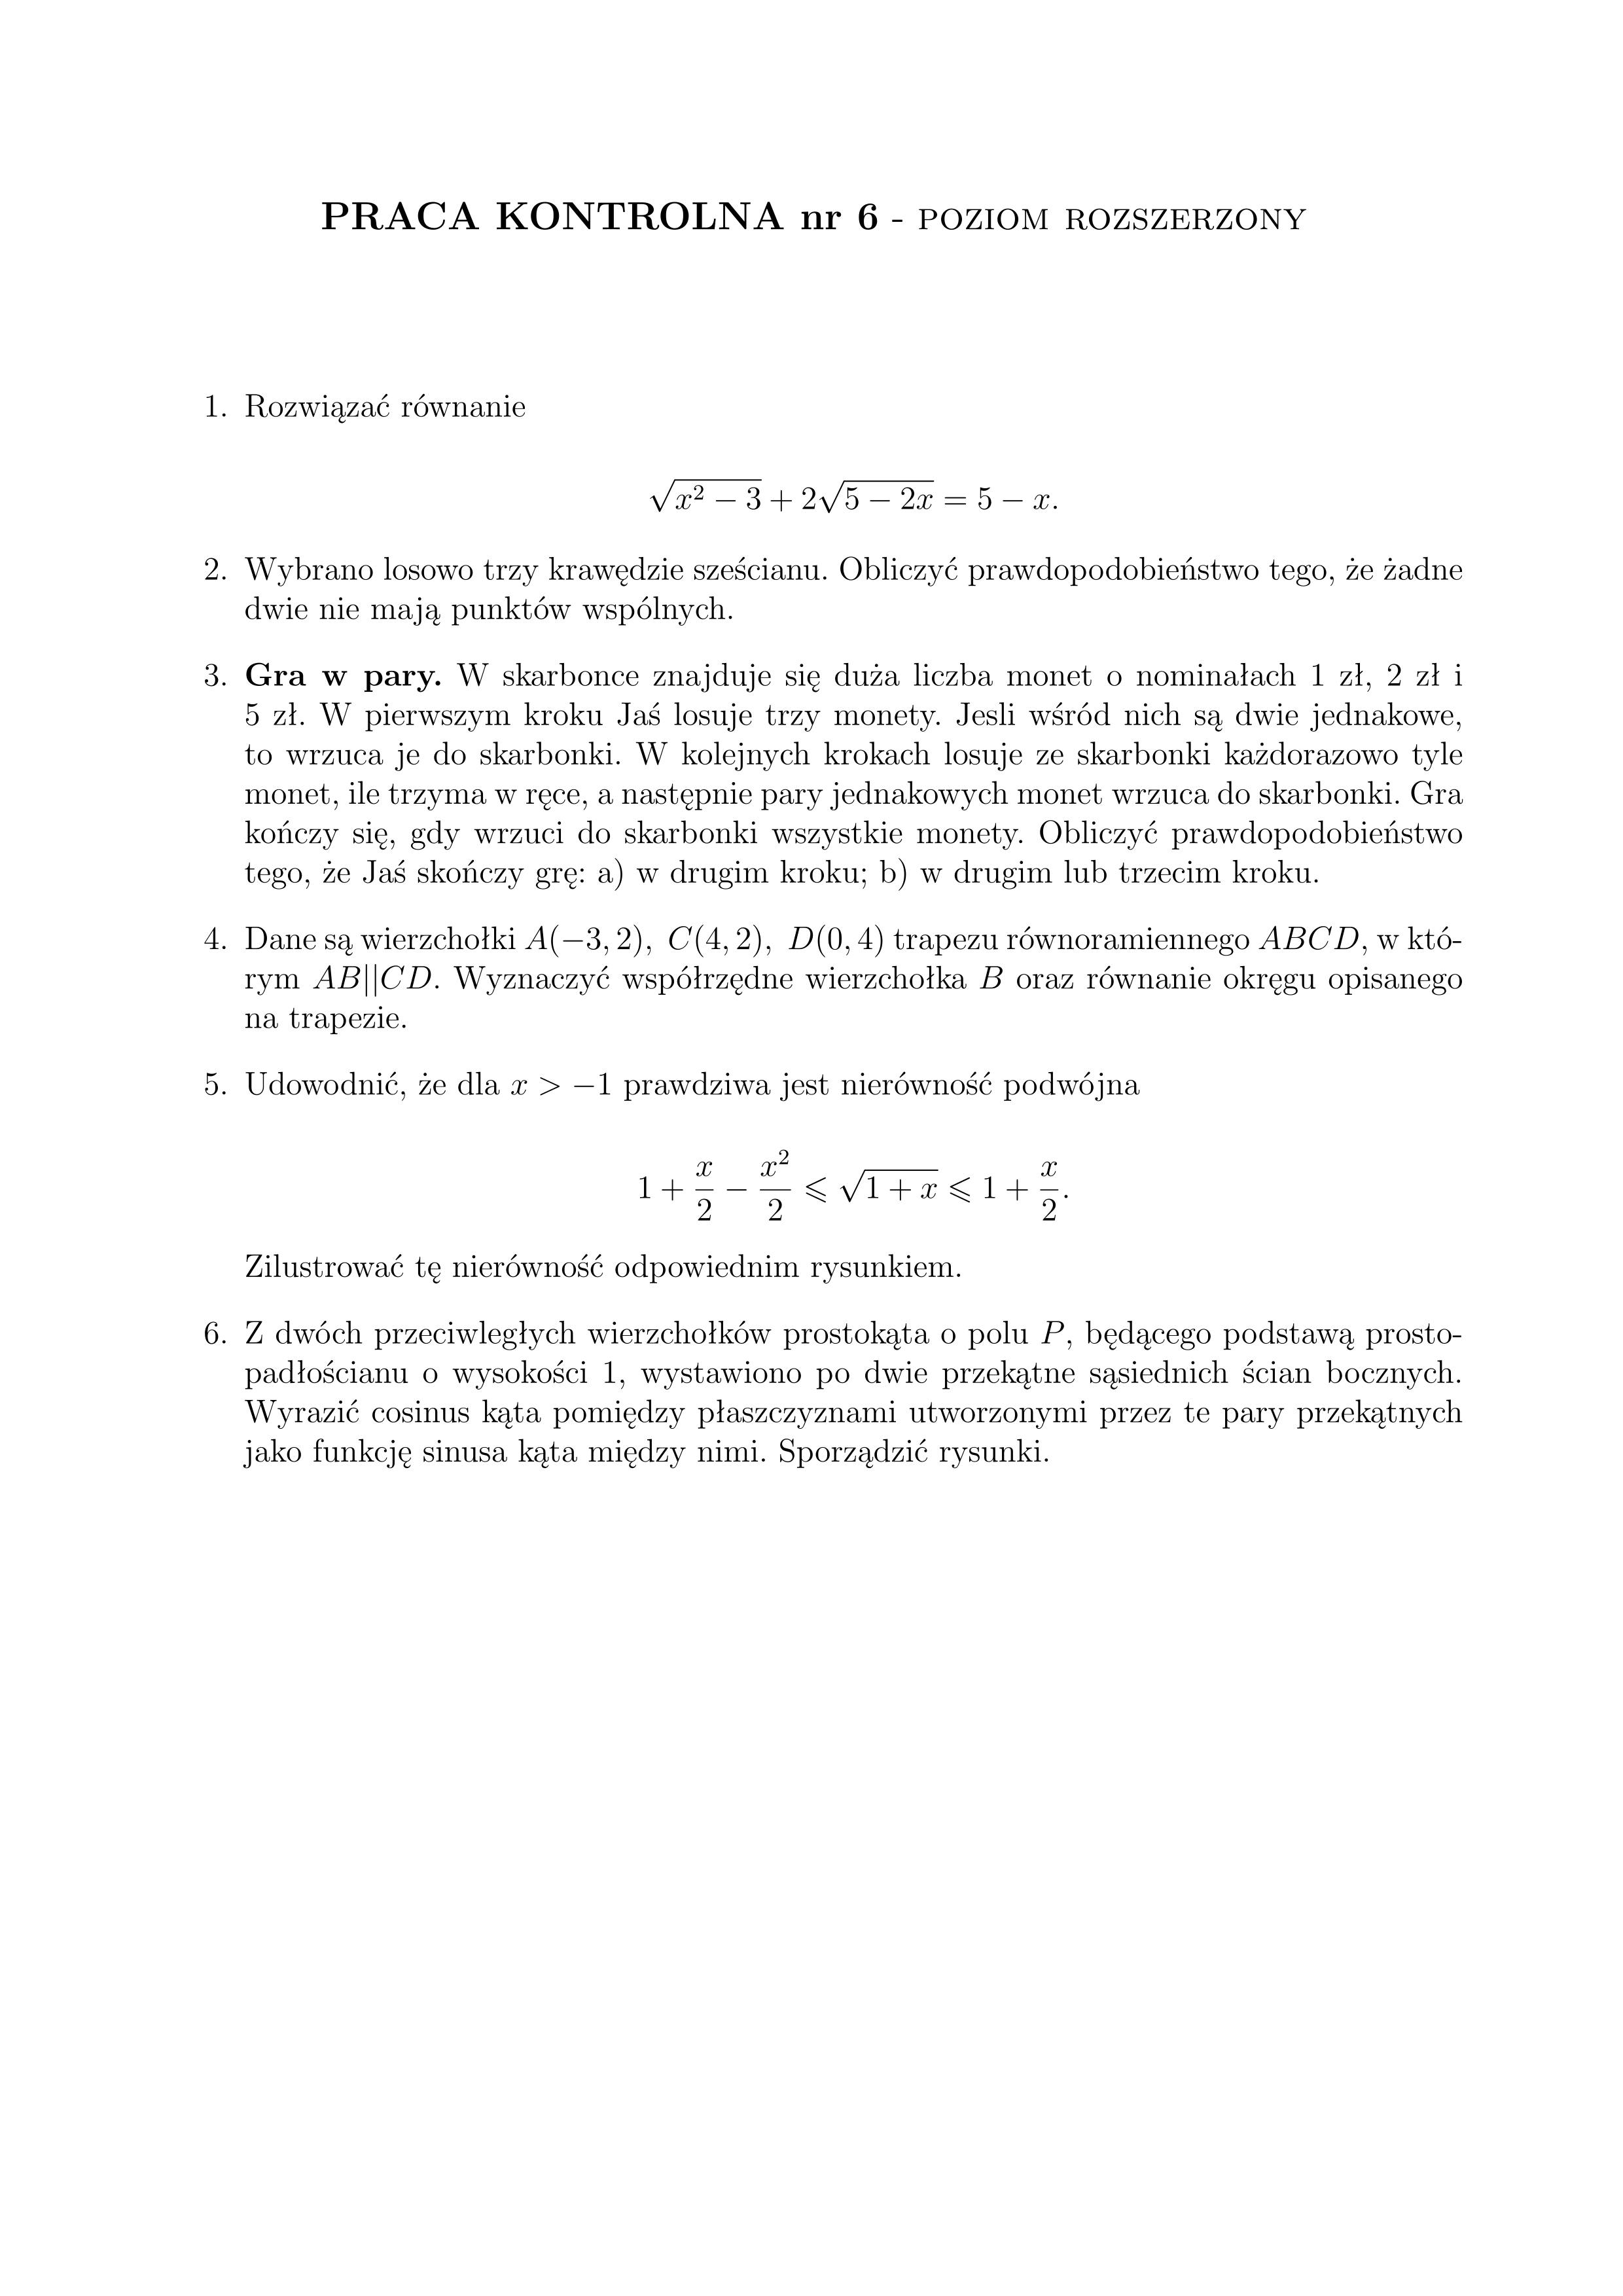 PRACA KONTROLNA nr 6 - POZIOM ROZSZERZONY
1. Rozwiązać równanie
$\sqrt{x^2 - 3} + 2\sqrt{5 - 2x} = 5 - x.$
2. Wybrano losowo trzy krawędzie sześcianu. Obliczyć prawdopodobieństwo tego, że żadne
dwie nie mają punktów wspólnych.
3. Gra w pary. W skarbonce znajduje się duża liczba monet o nominałach 1 zł, 2 zł i
5 zł. W pierwszym kroku Jaś losuje trzy monety. Jesli wśród nich są dwie jednakowe,
to wrzuca je do skarbonki. W kolejnych krokach losuje ze skarbonki każdorazowo tyle
monet, ile trzyma w ręce, a następnie pary jednakowych monet wrzuca do skarbonki. Gra
kończy się, gdy wrzuci do skarbonki wszystkie monety. Obliczyć prawdopodobieństwo
tego, że Jaś skończy grę: a) w drugim kroku; b) w drugim lub trzecim kroku.
4. Dane są wierzchołki A(−3, 2), C(4, 2), D(0, 4) trapezu równoramiennego ABCD, w któ-
rym AB||CD. Wyznaczyć współrzędne wierzchołka B oraz równanie okręgu opisanego
na trapezie.
5. Udowodnić, że dla x > −1 prawdziwa jest nierówność podwójna
$1 + \frac{x}{2} - \frac{x^2}{2} \leqslant \sqrt{1 + x} \leqslant 1 + \frac{x}{2}.$
Zilustrować tę nierówność odpowiednim rysunkiem.
6. Z dwóch przeciwległych wierzchołków prostokąta o polu P, będącego podstawą prosto-
padłościanu o wysokości 1, wystawiono po dwie przekątne sąsiednich ścian bocznych.
Wyrazić cosinus kąta pomiędzy płaszczyznami utworzonymi przez te pary przekątnych
jako funkcję sinusa kąta między nimi. Sporządzić rysunki.